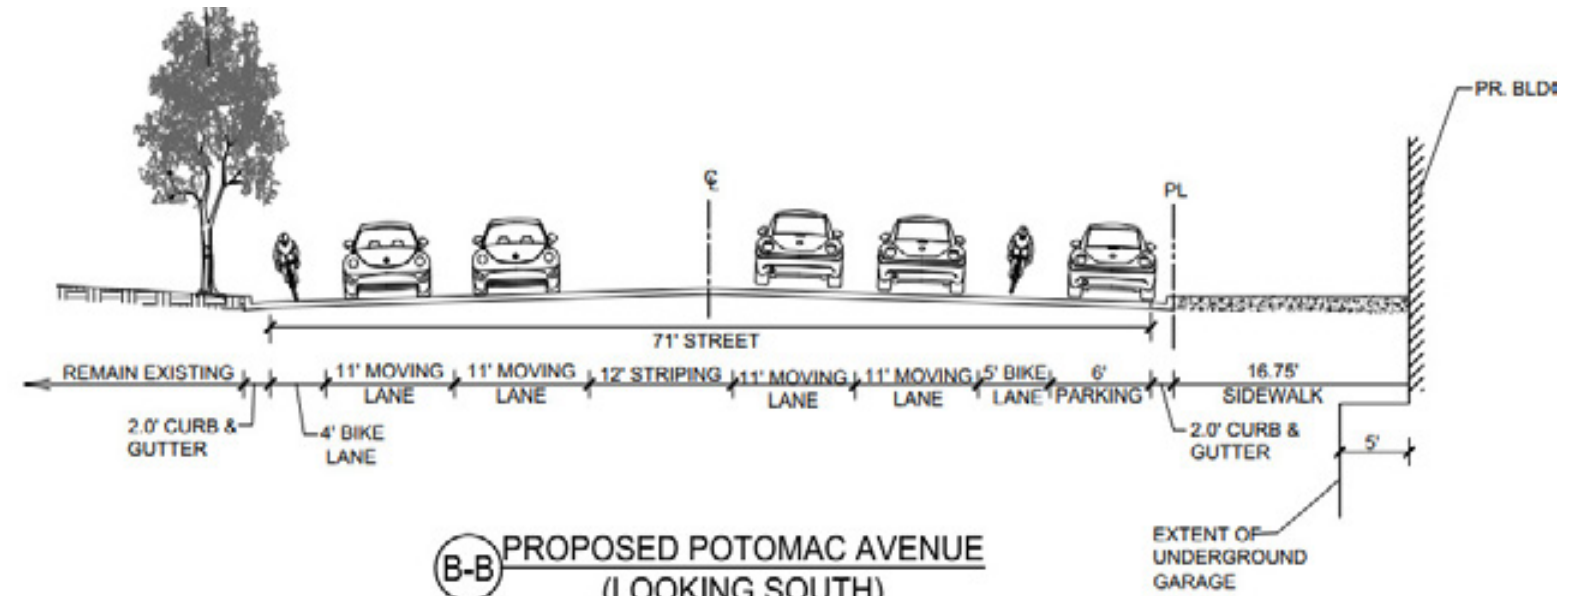 PR. BLD
℄
PL
71' STREET
REMAIN EXISTING
11' MOVING
LANE
11' MOVING
LANE
12' STRIPING
11' MOVING
LANE
11' MOVING
LANE
5' BIKE
LANE
6'
PARKING
16.75'
SIDEWALK
2.0' CURB &
GUTTER
4' BIKE
LANE
2.0' CURB &
GUTTER
5'
EXTENT OF
UNDERGROUND
GARAGE
B-B
PROPOSED POTOMAC AVENUE
(LOOKING SOUTH)